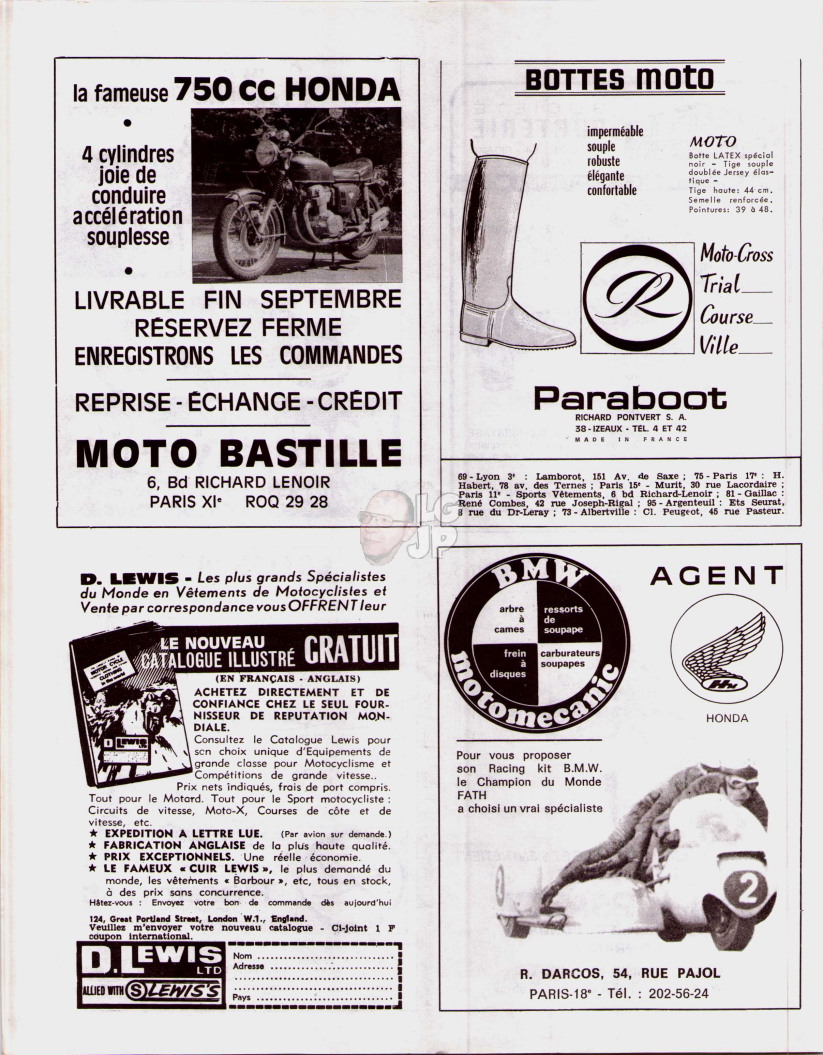 la fameuse 750 cc HONDA
•
4 cylindres
joie de
conduire
accélération
souplesse
•
LIVRABLE FIN SEPTEMBRE
RÉSERVEZ FERME
ENREGISTRONS LES COMMANDES
REPRISE - ÉCHANGE - CRÉDIT
MOTO BASTILLE
6, Bd RICHARD LENOIR
PARIS XIe ROQ 29 28
BOTTES moto
imperméable
souple
robuste
élégante
confortable
MOTO
Botte LATEX spécial
noir - Tige souple
doublée Jersey élas-
tique -
Tige haute: 44 cm.
Semelle renforcée.
Pointures: 39 à 48.
R
Moto-Cross
Trial
Course
Ville
Paraboot
RICHARD PONTVERT S. A.
38 - IZEAUX - TEL. 4 ET 42
MADE IN FRANCE
69 - Lyon 3e : Lamborot, 151 Av. de Saxe ; 75 - Paris 17e : H.
Habert, 78 av. des Ternes ; Paris 15e - Murit, 30 rue Lacordaire ;
Paris 11e - Sports Vêtements, 6 bd Richard-Lenoir ; 81 - Gaillac :
René Combes, 42 rue Joseph-Rigal ; 95 - Argenteuil : Ets Seurat,
8 rue du Dr-Leray ; 73 - Albertville : Cl. Peugeot, 45 rue Pasteur.
LG
JP
D. LEWIS - Les plus grands Spécialistes
du Monde en Vêtements de Motocyclistes et
Vente par correspondance vous OFFRENT leur
LE NOUVEAU
CATALOGUE ILLUSTRÉ GRATUIT
MOTOR CYCLE
CLOTHING
D. LEWIS
(EN FRANÇAIS - ANGLAIS)
ACHETEZ DIRECTEMENT ET DE
CONFIANCE CHEZ LE SEUL FOUR-
NISSEUR DE REPUTATION MON-
DIALE.
Consultez le Catalogue Lewis pour
scn choix unique d'Equipements de
grande classe pour Motocyclisme et
Compétitions de grande vitesse..
Prix nets indiqués, frais de port compris.
Tout pour le Motard. Tout pour le Sport motocycliste :
Circuits de vitesse, Moto-X, Courses de côte et de
vitesse, etc.
★ EXPEDITION A LETTRE LUE. (Par avion sur demande.)
★ FABRICATION ANGLAISE de la plus haute qualité.
★ PRIX EXCEPTIONNELS. Une réelle économie.
★ LE FAMEUX « CUIR LEWIS », le plus demandé du
monde, les vêtements « Barbour », etc, tous en stock,
à des prix sans concurrence.
Hâtez-vous : Envoyez votre bon de commande dès aujourd'hui
124, Great Portland Street, London W.1., England.
Veuillez m'envoyer votre nouveau catalogue - Ci-joint 1 F
coupon international.
D. LEWIS
LTD
ALLIED WITH S LEWIS'S
Nom
Adresse
Pays
BMW
motomecanic
arbre
à
cames
ressorts
de
soupape
frein
à
disques
carburateurs
soupapes
AGENT
HM
HONDA
Pour vous proposer
son Racing kit B.M.W.
le Champion du Monde
FATH
a choisi un vrai spécialiste
2
R. DARCOS, 54, RUE PAJOL
PARIS-18e - Tél. : 202-56-24